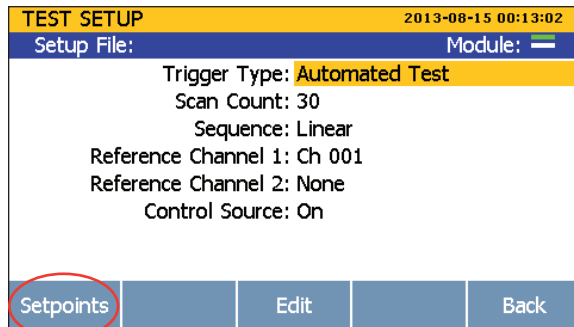 TEST SETUP 2013-08-15 00:13:02
Setup File: Module:
Trigger Type: Automated Test
Scan Count: 30
Sequence: Linear
Reference Channel 1: Ch 001
Reference Channel 2: None
Control Source: On
Setpoints Edit Back